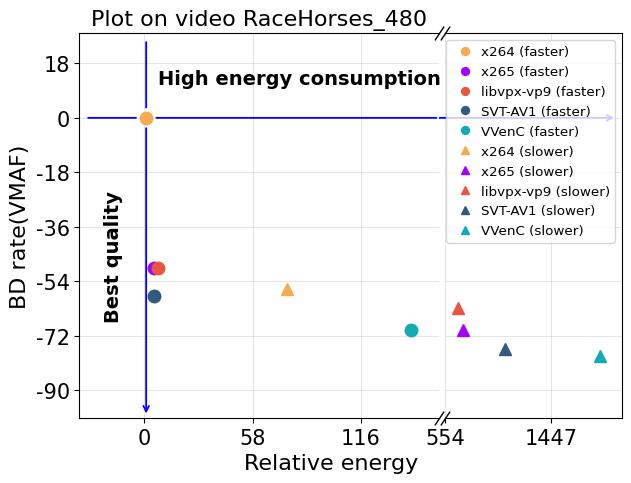 Plot on video RaceHorses_480
18
0
-18
-36
-54
-72
-90
BD rate(VMAF)
High energy consumption
Best quality
x264 (faster)
x265 (faster)
libvpx-vp9 (faster)
SVT-AV1 (faster)
VVenC (faster)
x264 (slower)
x265 (slower)
libvpx-vp9 (slower)
SVT-AV1 (slower)
VVenC (slower)
0 58 116 554 1447
Relative energy